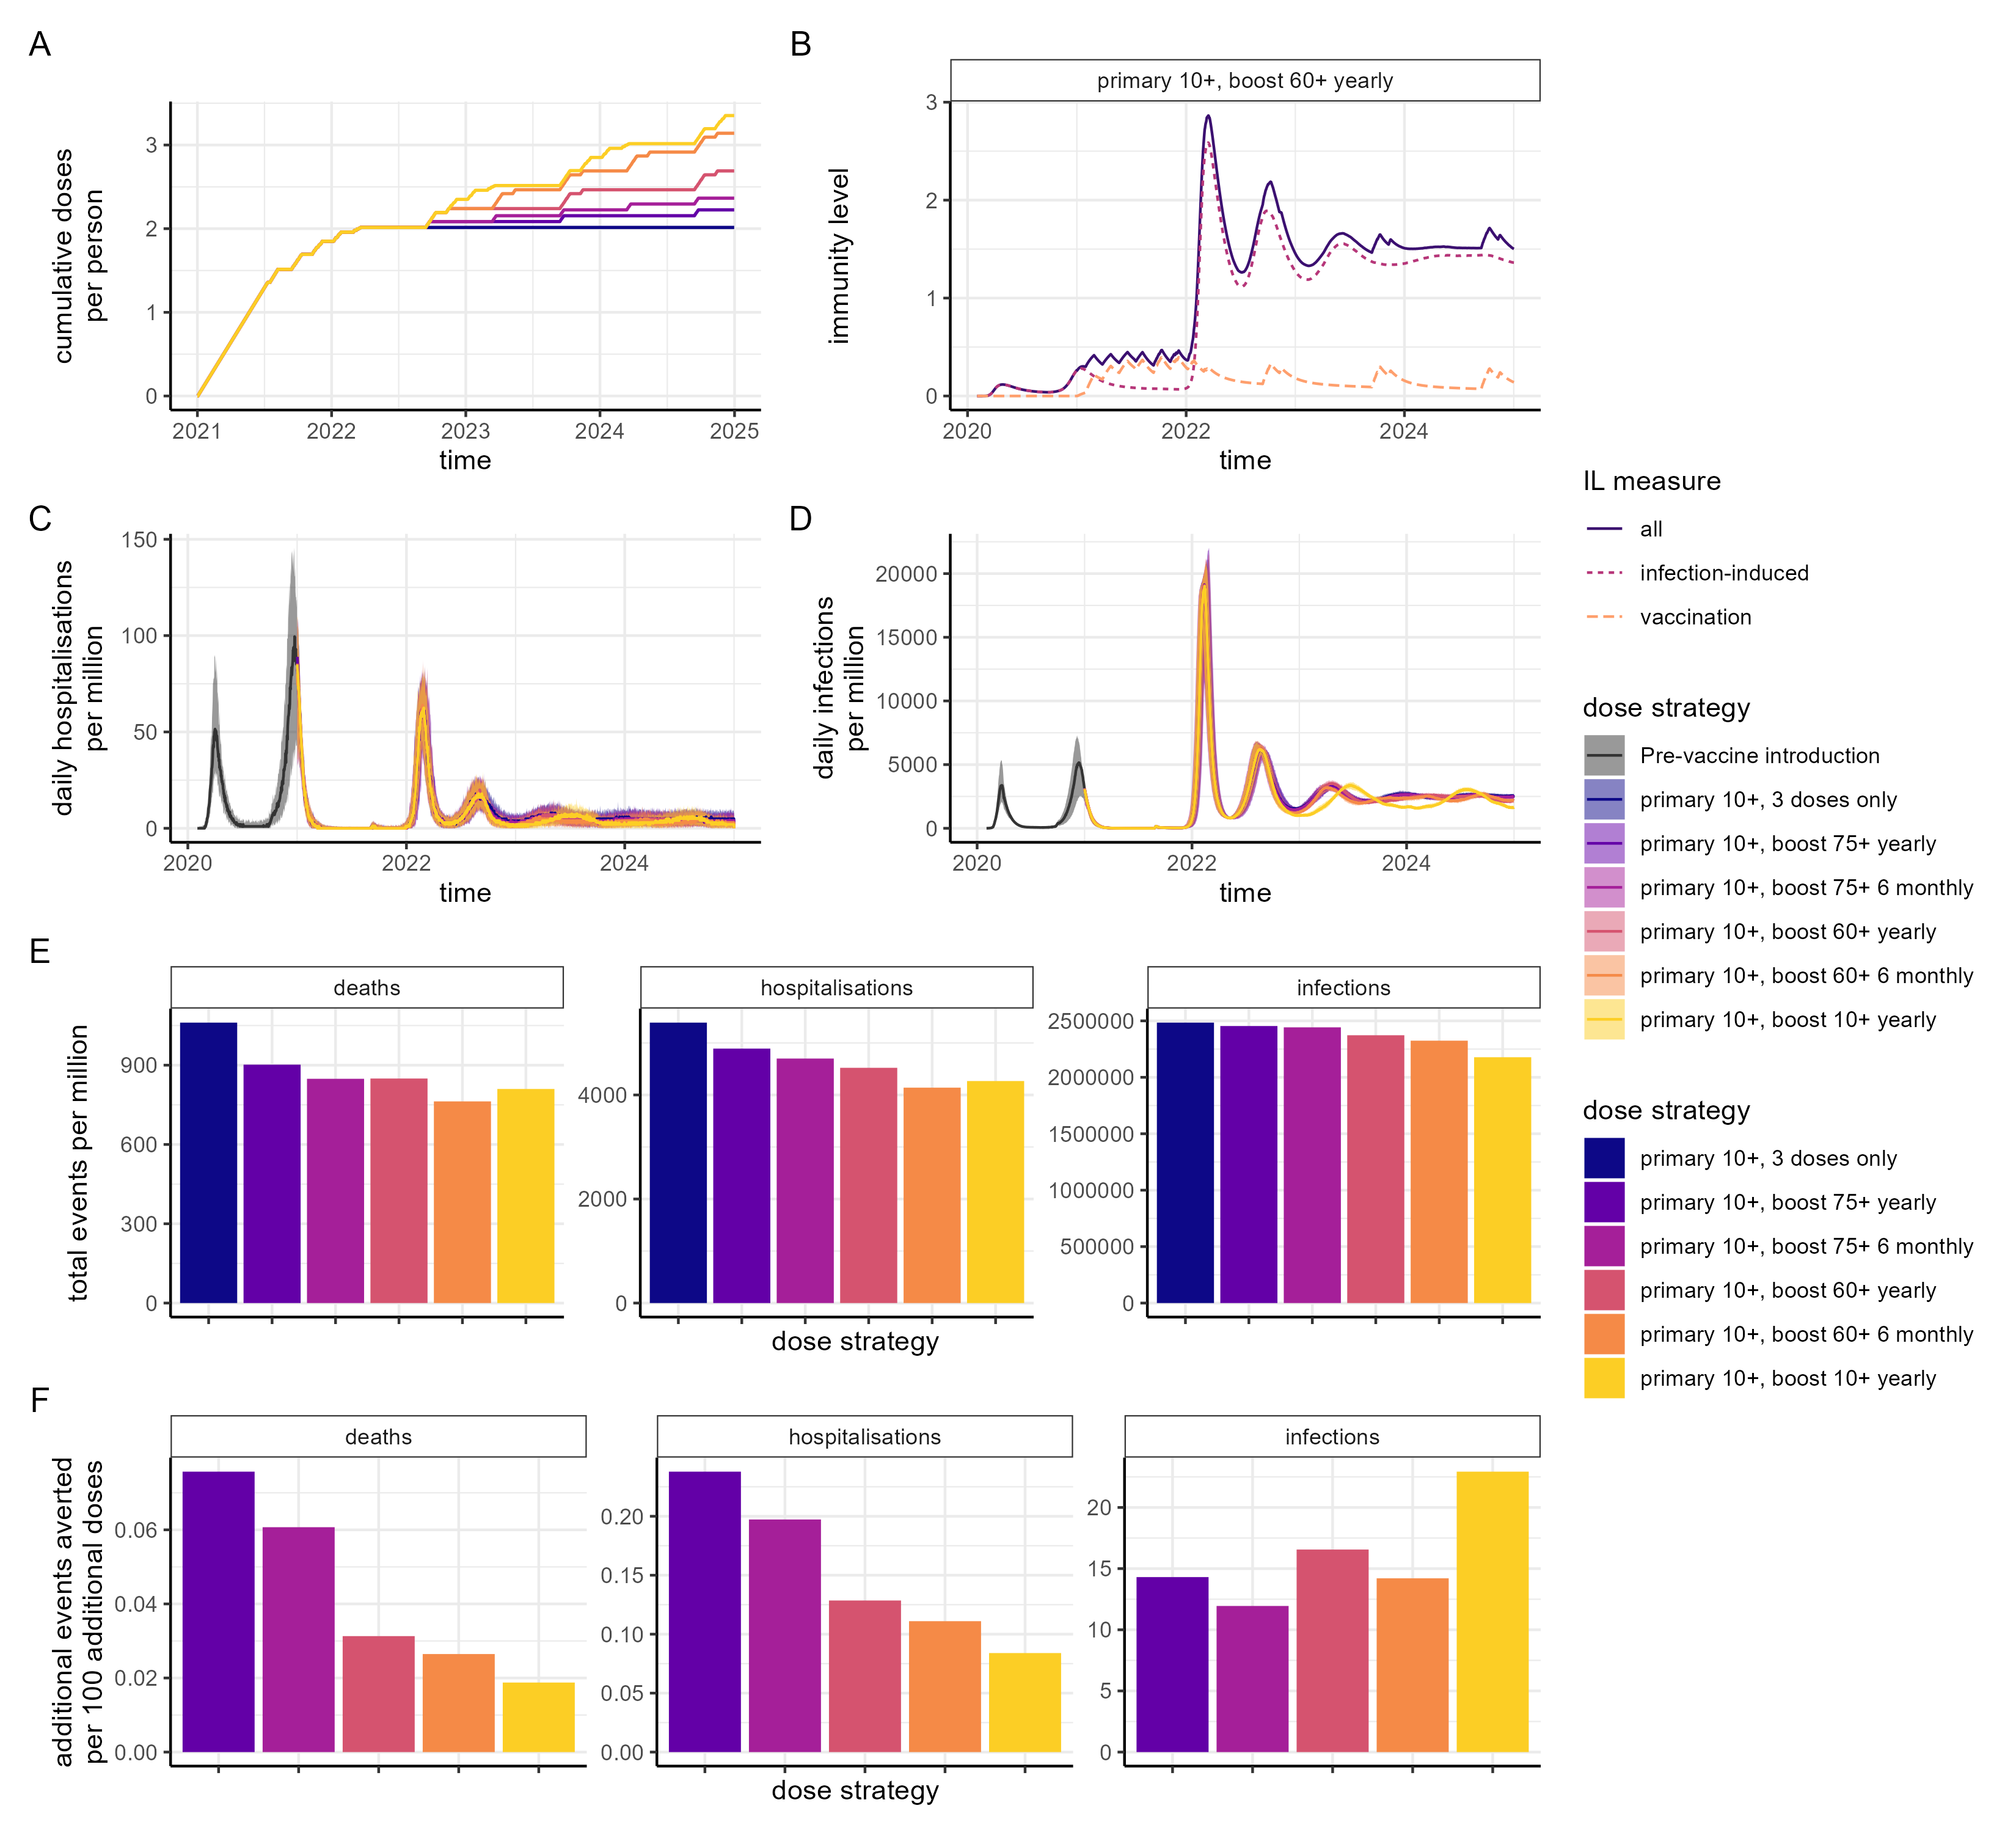 A
cumulative doses
per person
3
2
1
0
2021
2022
2023
2024
2025
time
B
primary 10+, boost 60+ yearly
immunity level
3
2
1
0
2020
2022
2024
time
C
daily hospitalisations
per million
150
100
50
0
2020
2022
2024
time
D
daily infections
per million
20000
15000
10000
5000
0
2020
2022
2024
time
IL measure
all
infection-induced
vaccination
dose strategy
Pre-vaccine introduction
primary 10+, 3 doses only
primary 10+, boost 75+ yearly
primary 10+, boost 75+ 6 monthly
primary 10+, boost 60+ yearly
primary 10+, boost 60+ 6 monthly
primary 10+, boost 10+ yearly
dose strategy
primary 10+, 3 doses only
primary 10+, boost 75+ yearly
primary 10+, boost 75+ 6 monthly
primary 10+, boost 60+ yearly
primary 10+, boost 60+ 6 monthly
primary 10+, boost 10+ yearly
E
total events per million
deaths
900
600
300
0
hospitalisations
4000
2000
0
infections
2500000
2000000
1500000
1000000
500000
0
dose strategy
F
additional events averted
per 100 additional doses
deaths
0.06
0.04
0.02
0.00
hospitalisations
0.20
0.15
0.10
0.05
0.00
infections
20
15
10
5
0
dose strategy